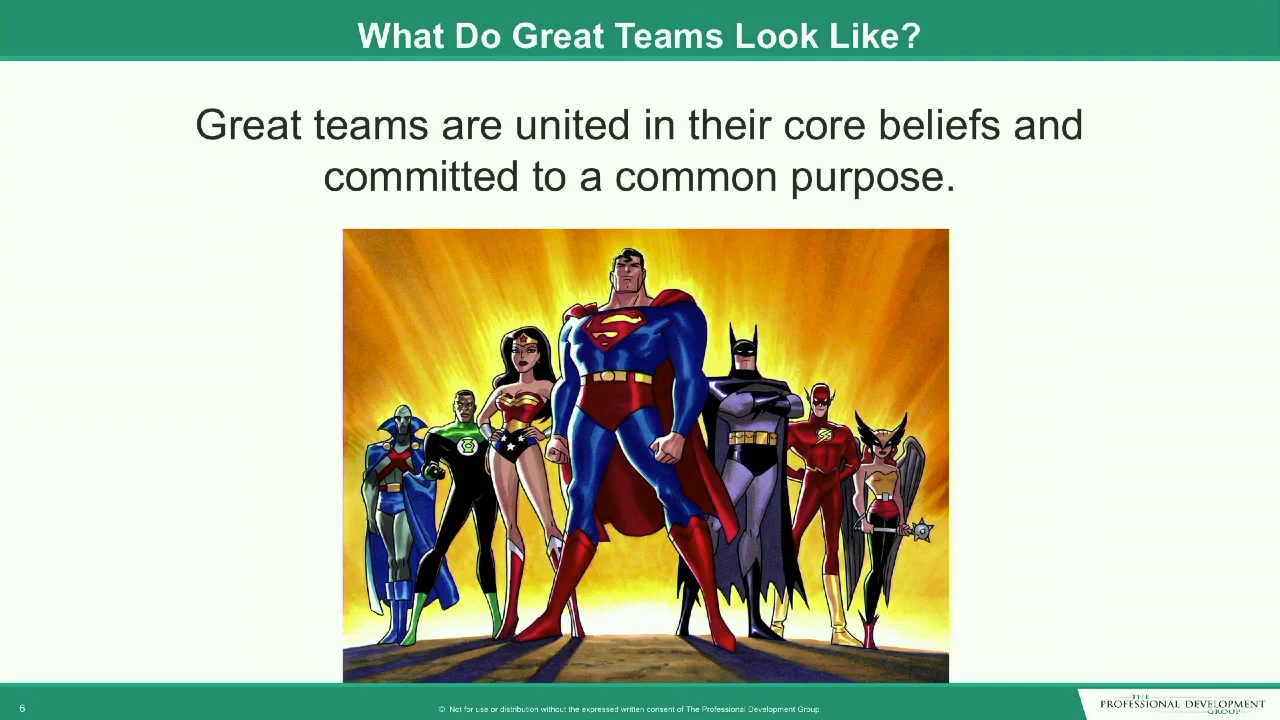 What Do Great Teams Look Like?
Great teams are united in their core beliefs and
committed to a common purpose.
6
© Not for use or distribution without the expressed written consent of The Professional Development Group
THE
PROFESSIONAL DEVELOPMENT
GROUP